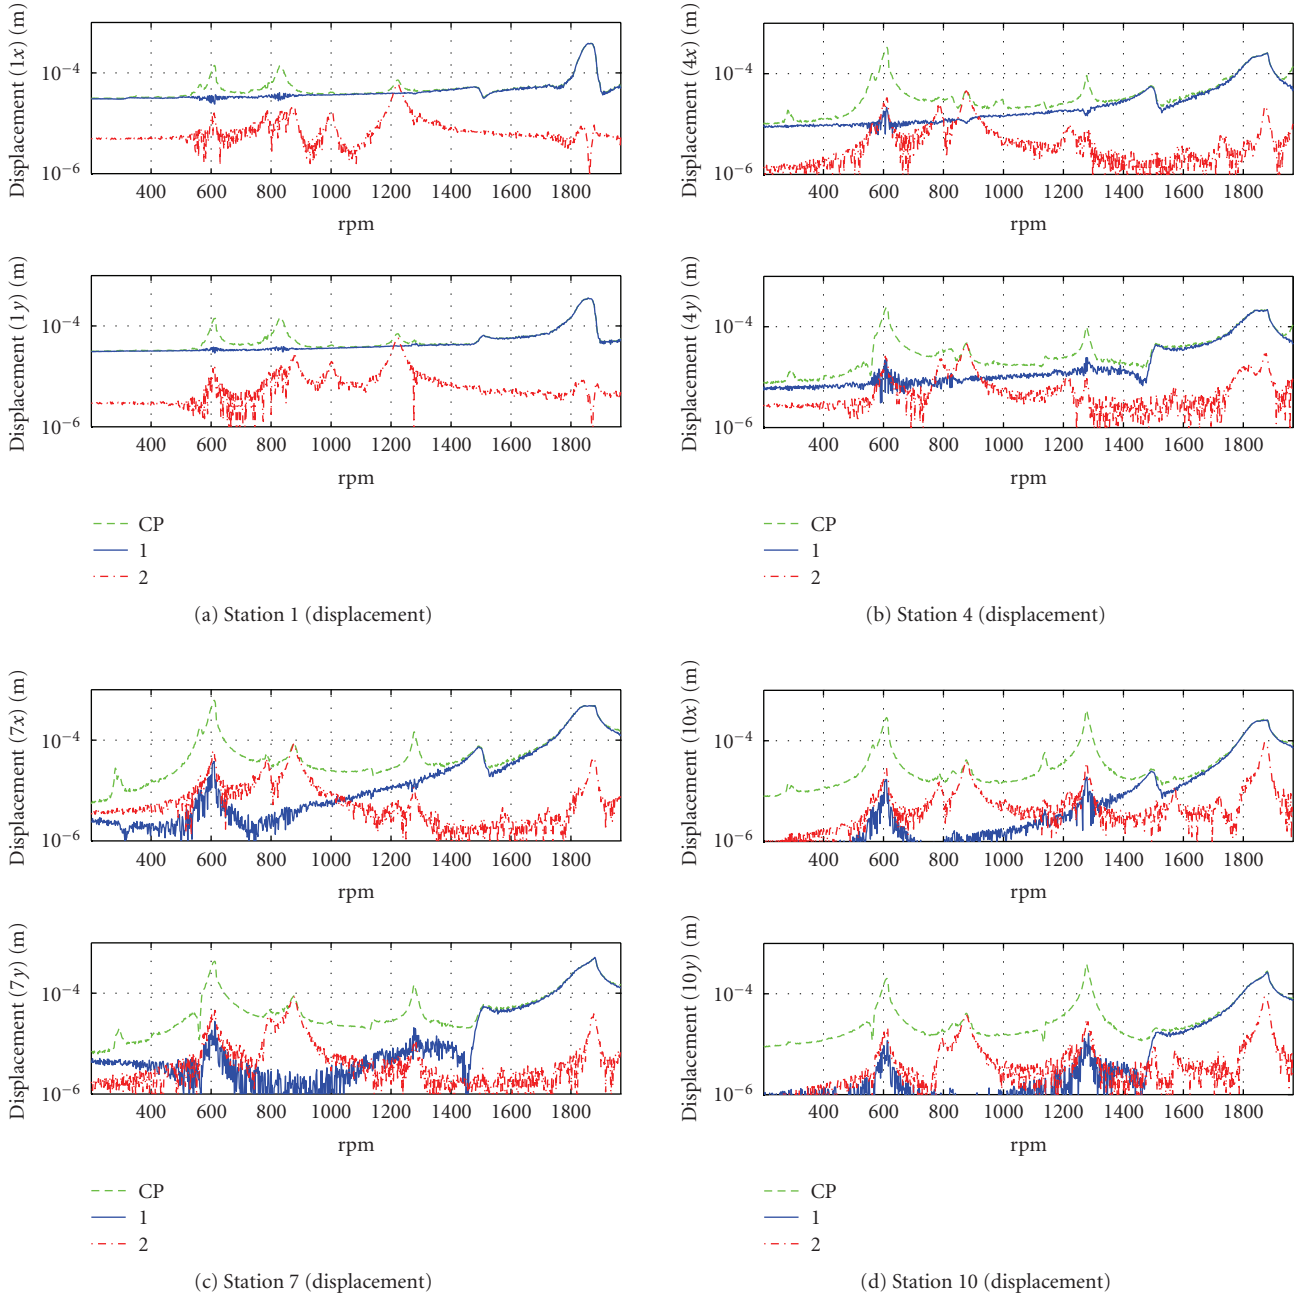 Displacement (1x) (m)
10⁻⁴
10⁻⁶
400 600 800 1000 1200 1400 1600 1800
rpm
Displacement (1y) (m)
10⁻⁴
10⁻⁶
400 600 800 1000 1200 1400 1600 1800
rpm
CP
1
2
(a) Station 1 (displacement)
Displacement (4x) (m)
10⁻⁴
10⁻⁶
400 600 800 1000 1200 1400 1600 1800
rpm
Displacement (4y) (m)
10⁻⁴
10⁻⁶
400 600 800 1000 1200 1400 1600 1800
rpm
CP
1
2
(b) Station 4 (displacement)
Displacement (7x) (m)
10⁻⁴
10⁻⁶
400 600 800 1000 1200 1400 1600 1800
rpm
Displacement (7y) (m)
10⁻⁴
10⁻⁶
400 600 800 1000 1200 1400 1600 1800
rpm
CP
1
2
(c) Station 7 (displacement)
Displacement (10x) (m)
10⁻⁴
10⁻⁶
400 600 800 1000 1200 1400 1600 1800
rpm
Displacement (10y) (m)
10⁻⁴
10⁻⁶
400 600 800 1000 1200 1400 1600 1800
rpm
CP
1
2
(d) Station 10 (displacement)